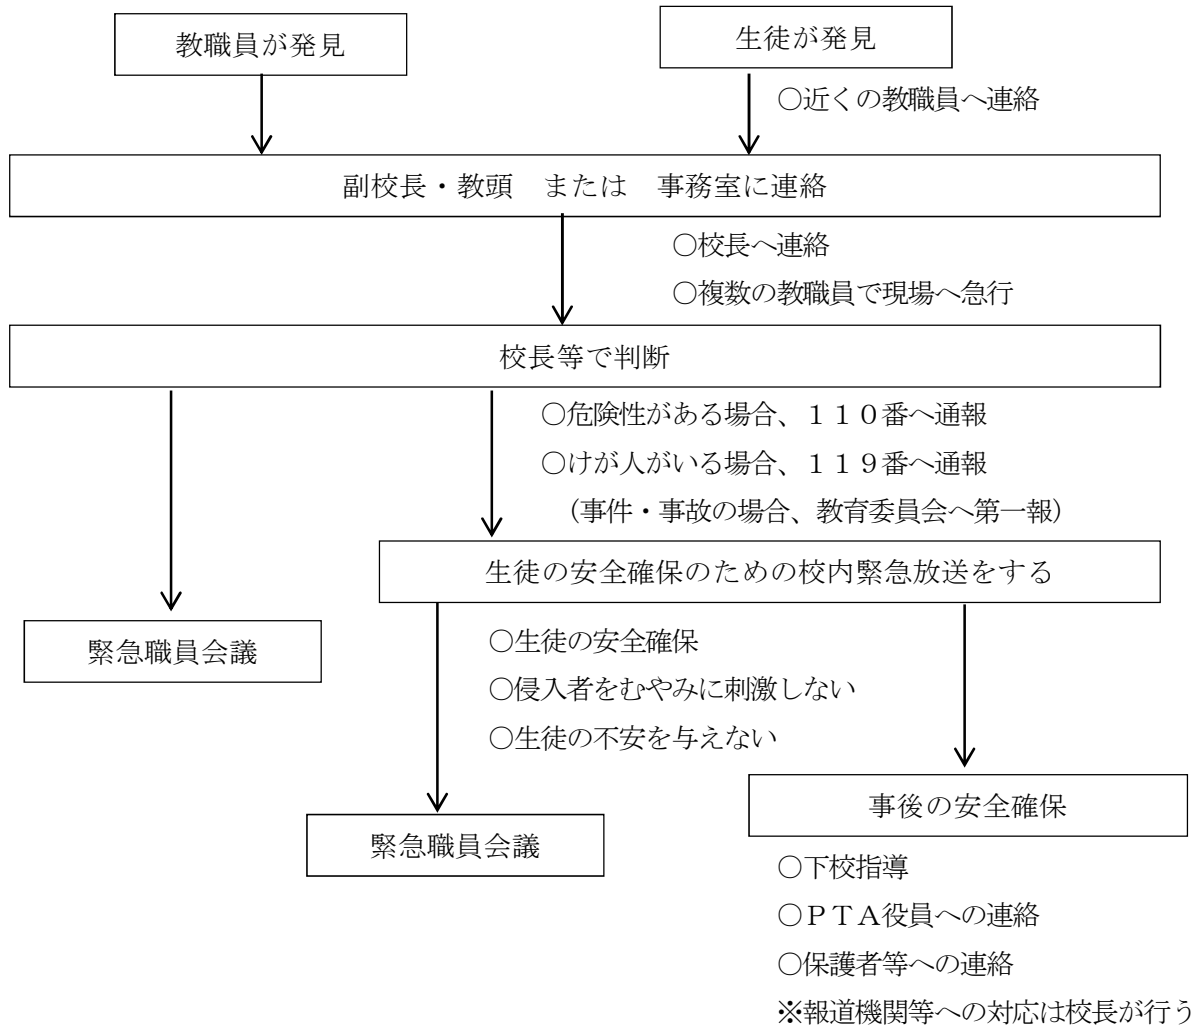 教職員が発見
生徒が発見
○近くの教職員へ連絡
副校長・教頭　または　事務室に連絡
○校長へ連絡
○複数の教職員で現場へ急行
校長等で判断
○危険性がある場合、１１０番へ通報
○けが人がいる場合、１１９番へ通報
（事件・事故の場合、教育委員会へ第一報）
生徒の安全確保のための校内緊急放送をする
緊急職員会議
○生徒の安全確保
○侵入者をむやみに刺激しない
○生徒の不安を与えない
事後の安全確保
緊急職員会議
○下校指導
○ＰＴＡ役員への連絡
○保護者等への連絡
※報道機関等への対応は校長が行う